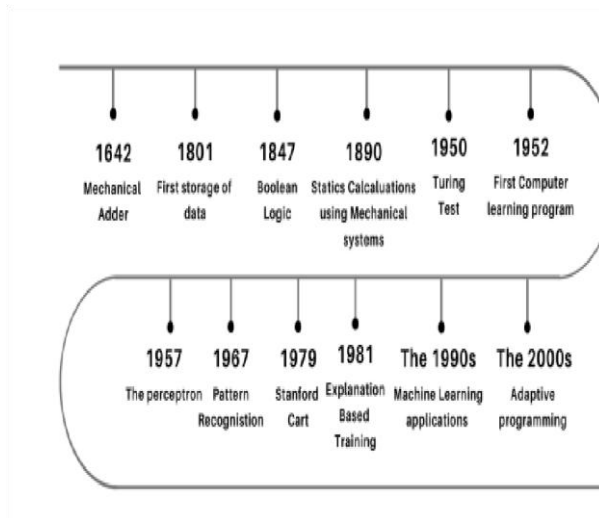 1642
Mechanical
Adder
1801
First storage of
data
1847
Boolean
Logic
1890
Statics Calcaluations
using Mechanical
systems
1950
Turing
Test
1952
First Computer
learning program
1957
The perceptron
1967
Pattern
Recognistion
1979
Stanford
Cart
1981
Explanation
Based
Training
The 1990s
Machine Learning
applications
The 2000s
Adaptive
programming